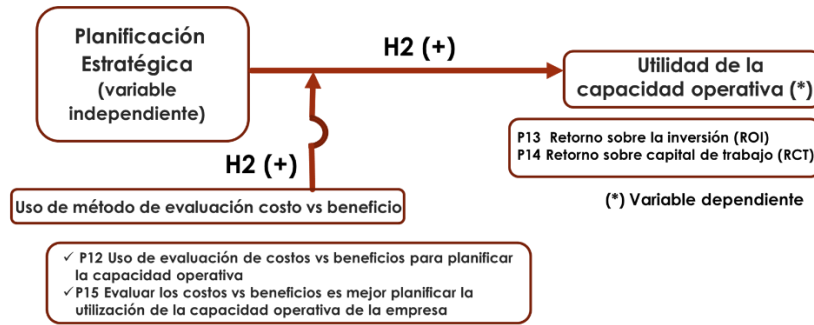 Planificación
Estratégica
(variable
independiente)
H2 (+)
Utilidad de la
capacidad operativa (*)
P13 Retorno sobre la inversión (ROI)
P14 Retorno sobre capital de trabajo (RCT)
(*) Variable dependiente
H2 (+)
Uso de método de evaluación costo vs beneficio
✓ P12 Uso de evaluación de costos vs beneficios para planificar
la capacidad operativa
✓ P15 Evaluar los costos vs beneficios es mejor planificar la
utilización de la capacidad operativa de la empresa